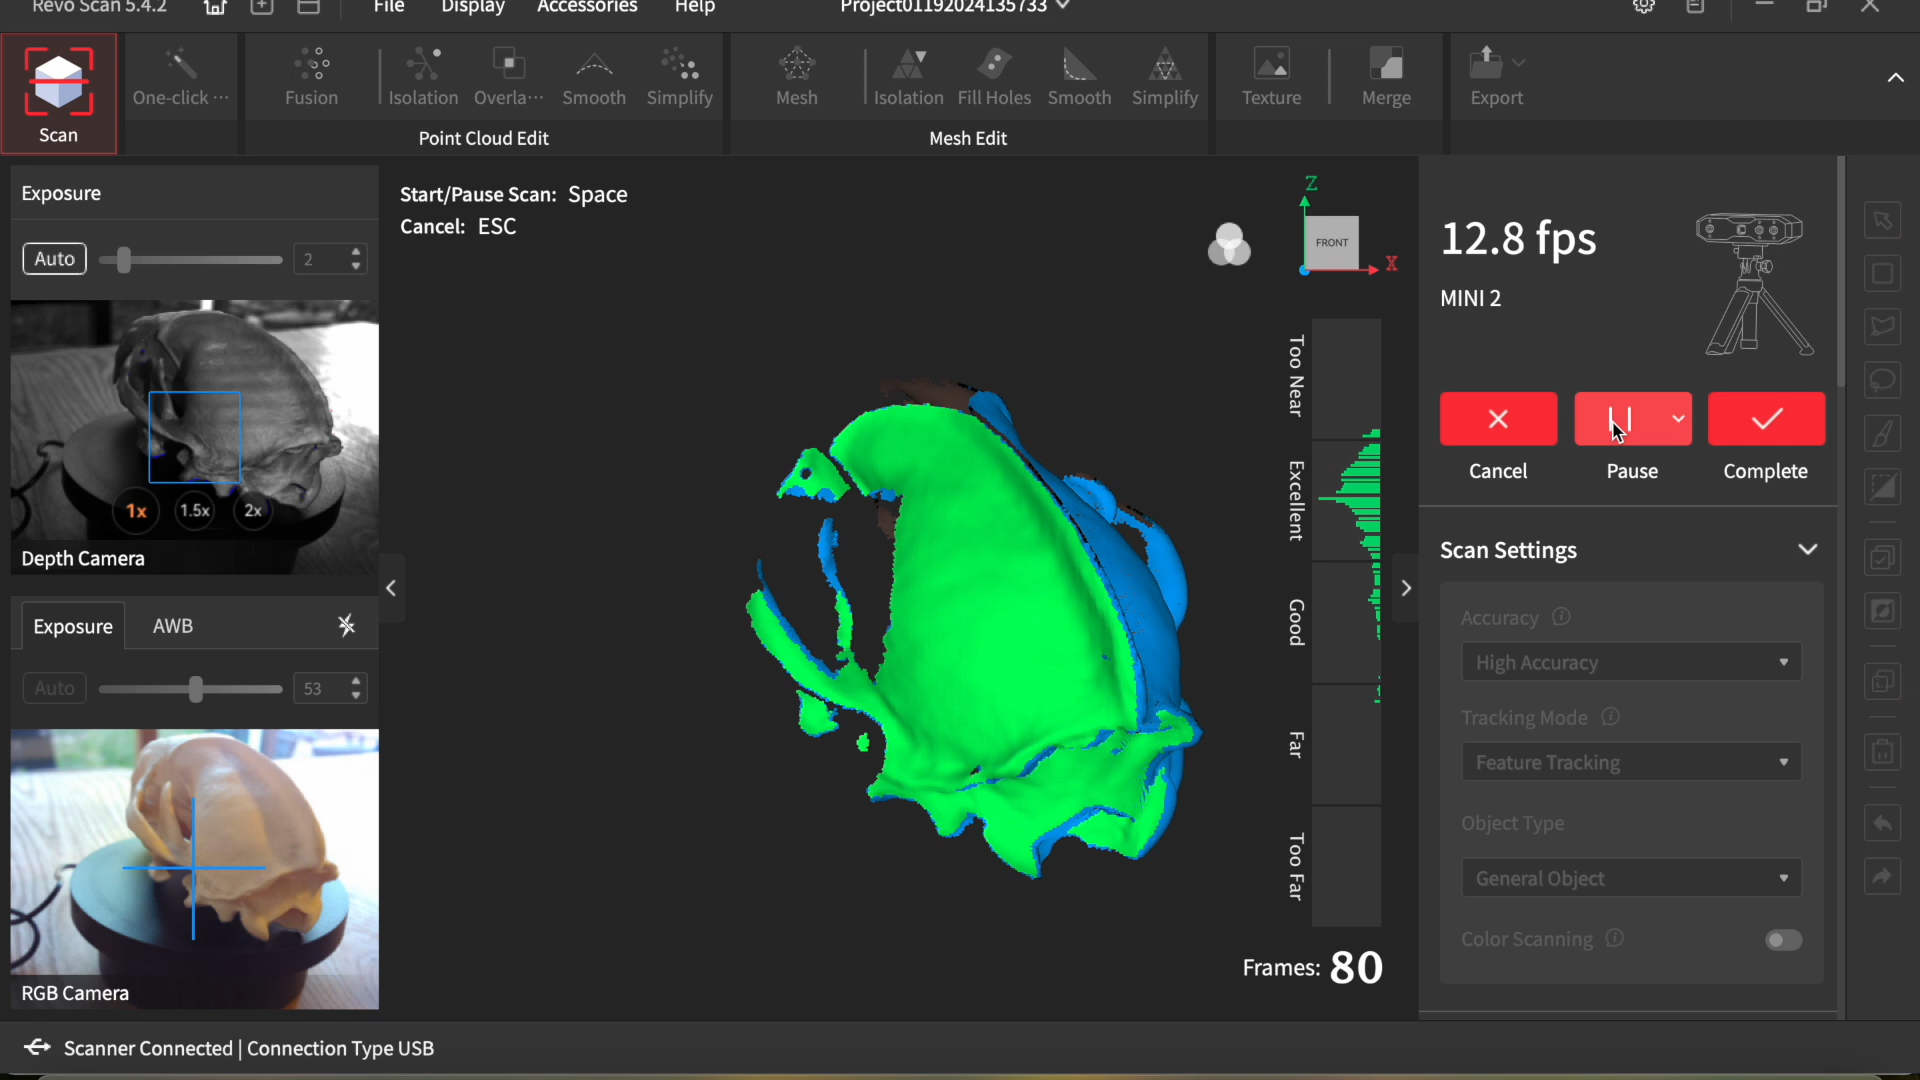 Revo Scan 5.4.2
File
Display
Accessories
Help
Project01192024135733
Scan
One-click ···
Fusion
Isolation
Overla···
Smooth
Simplify
Point Cloud Edit
Mesh
Isolation
Fill Holes
Smooth
Simplify
Mesh Edit
Texture
Merge
Export
Exposure
Auto
2
1x
1.5x
2x
Depth Camera
Exposure
AWB
Auto
53
RGB Camera
Start/Pause Scan: Space
Cancel: ESC
Z
FRONT
X
Too Near
Excellent
Good
Far
Too Far
Frames: 80
12.8 fps
MINI 2
Cancel
Pause
Complete
Scan Settings
Accuracy
High Accuracy
Tracking Mode
Feature Tracking
Object Type
General Object
Color Scanning
Scanner Connected | Connection Type USB